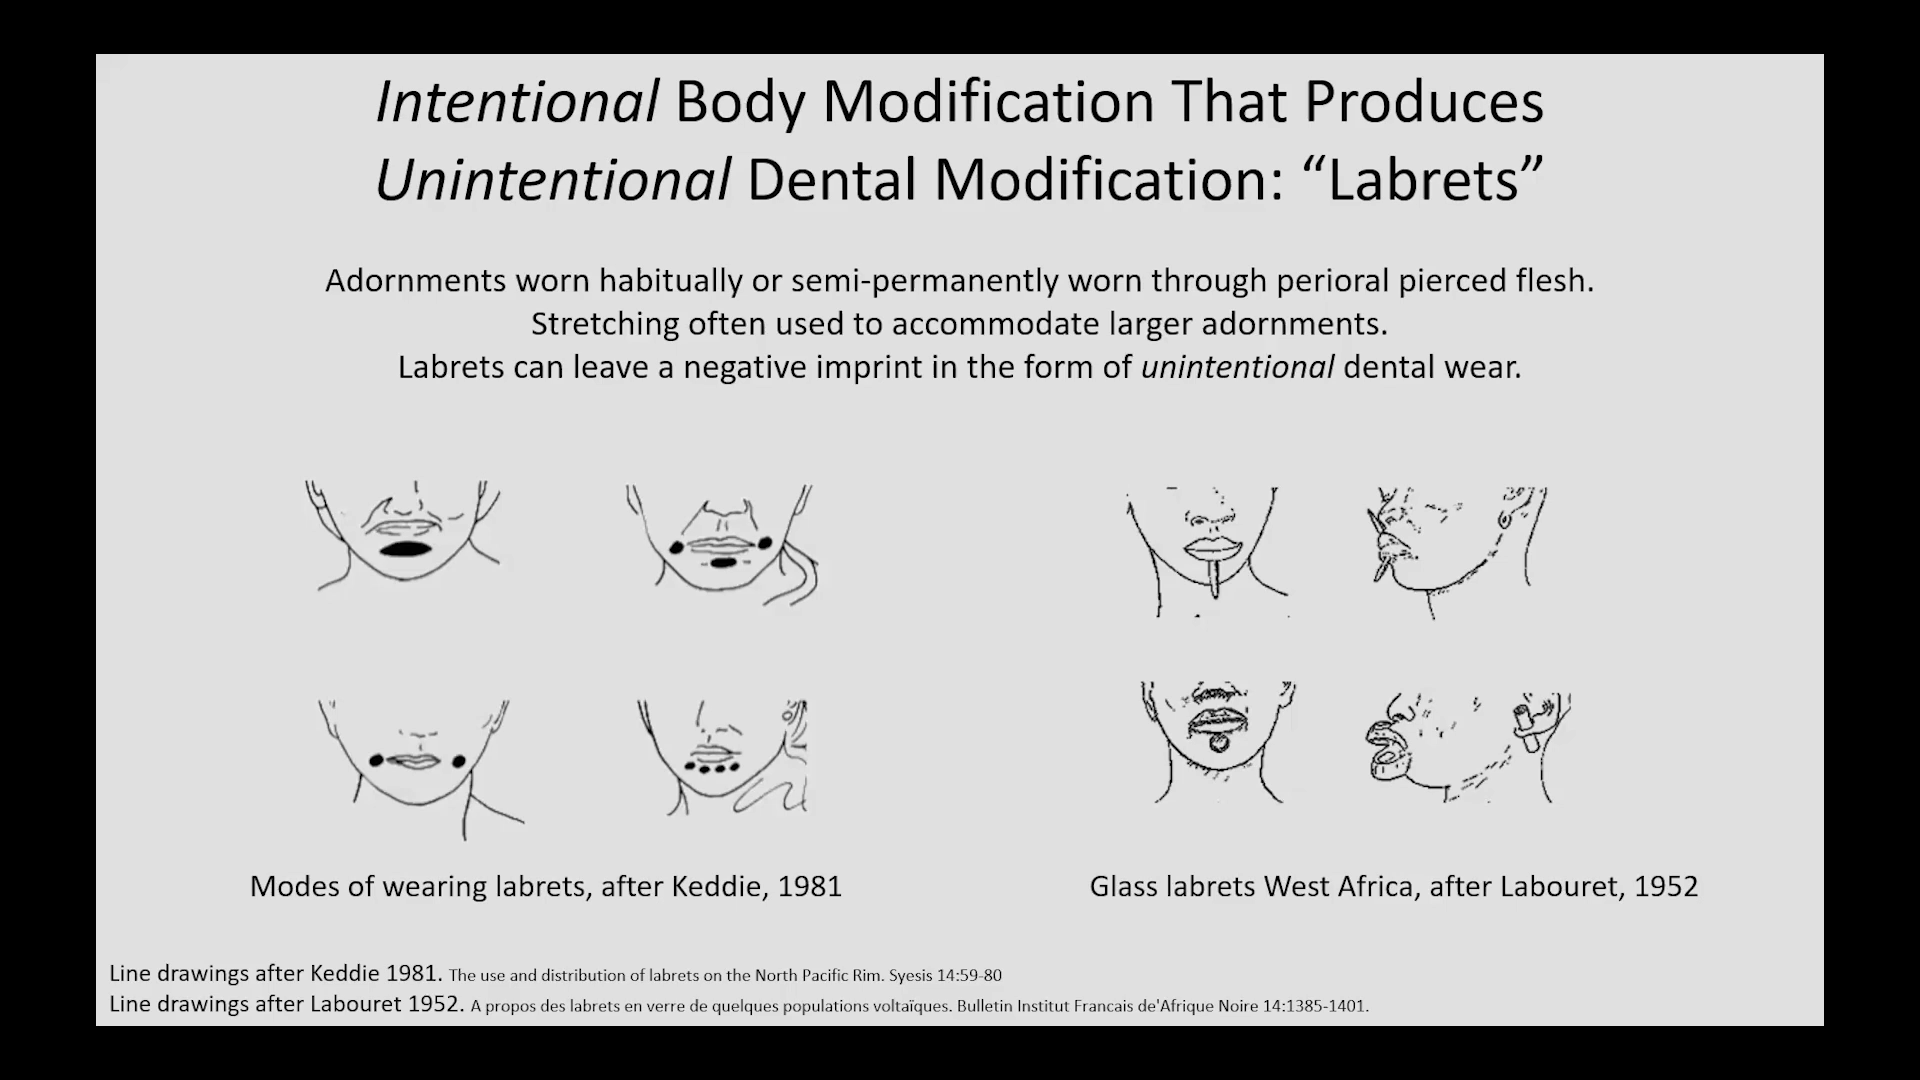 Intentional Body Modification That Produces
Unintentional Dental Modification: “Labrets”
Adornments worn habitually or semi-permanently worn through perioral pierced flesh.
Stretching often used to accommodate larger adornments.
Labrets can leave a negative imprint in the form of unintentional dental wear.
Modes of wearing labrets, after Keddie, 1981
Glass labrets West Africa, after Labouret, 1952
Line drawings after Keddie 1981. The use and distribution of labrets on the North Pacific Rim. Syesis 14:59-80
Line drawings after Labouret 1952. A propos des labrets en verre de quelques populations voltaïques. Bulletin Institut Francais de'Afrique Noire 14:1385-1401.